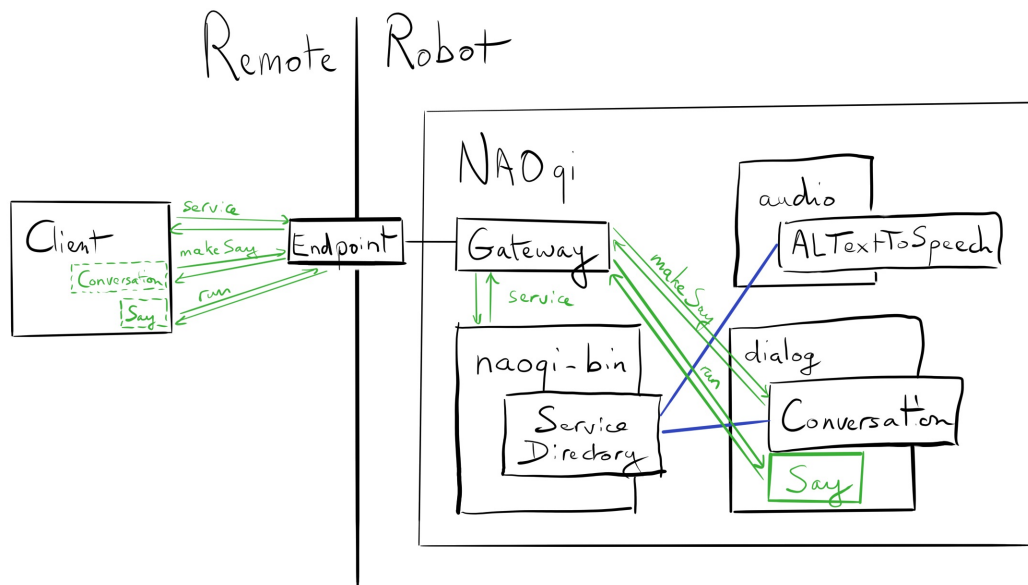 Remote
Robot
NAOqi
audio
ALTextToSpeech
Client
service
makeSay
Conversation
run
Say
Endpoint
Gateway
service
makeSay
run
naoqi-bin
Service
Directory
dialog
Conversation
Say